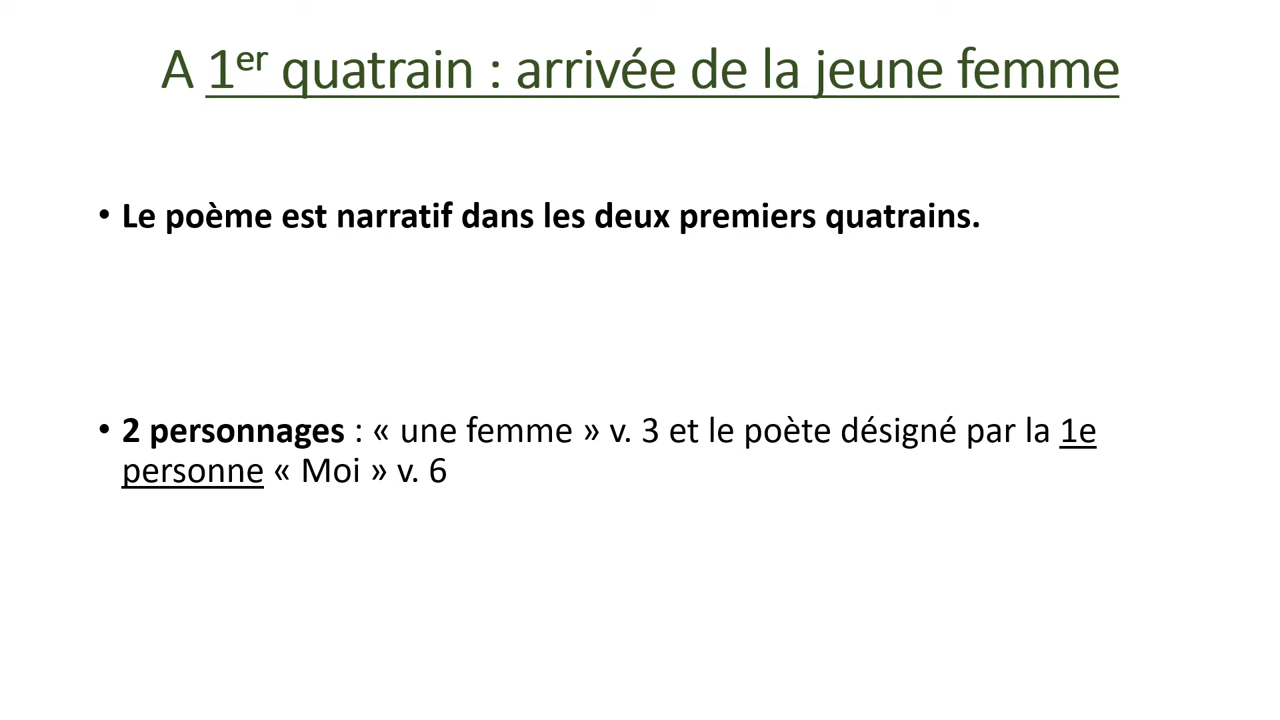 A 1er quatrain : arrivée de la jeune femme
• Le poème est narratif dans les deux premiers quatrains.
• 2 personnages : « une femme » v. 3 et le poète désigné par la 1e
personne « Moi » v. 6